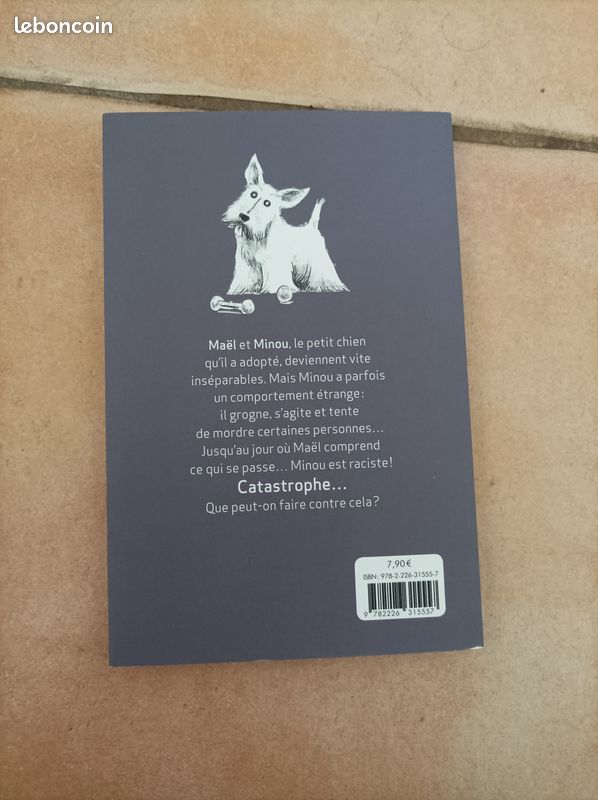 leboncoin
Maël et Minou, le petit chien
qu'il a adopté, deviennent vite
inséparables. Mais Minou a parfois
un comportement étrange :
il grogne, s'agite et tente
de mordre certaines personnes...
Jusqu'au jour où Maël comprend
ce qui se passe... Minou est raciste !
Catastrophe...
Que peut-on faire contre cela ?
7,90 €
ISBN : 978-2-226-31555-7
9 782226 315557